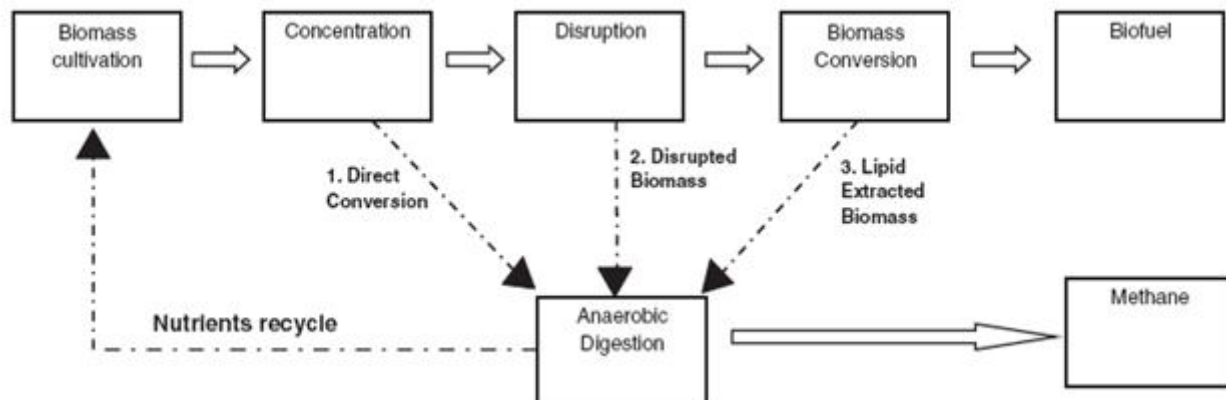 Biomass
cultivation
Concentration
Disruption
Biomass
Conversion
Biofuel
1. Direct
Conversion
2. Disrupted
Biomass
3. Lipid
Extracted
Biomass
Nutrients recycle
Anaerobic
Digestion
Methane